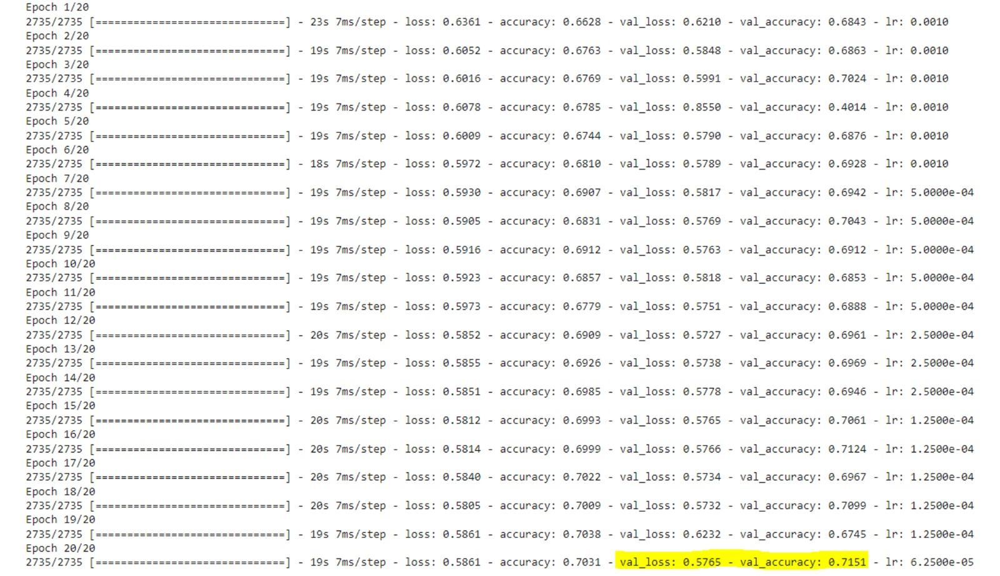 Epoch 1/20
2735/2735 [==============================] - 23s 7ms/step - loss: 0.6361 - accuracy: 0.6628 - val_loss: 0.6210 - val_accuracy: 0.6843 - lr: 0.0010
Epoch 2/20
2735/2735 [==============================] - 19s 7ms/step - loss: 0.6052 - accuracy: 0.6763 - val_loss: 0.5848 - val_accuracy: 0.6863 - lr: 0.0010
Epoch 3/20
2735/2735 [==============================] - 19s 7ms/step - loss: 0.6016 - accuracy: 0.6769 - val_loss: 0.5991 - val_accuracy: 0.7024 - lr: 0.0010
Epoch 4/20
2735/2735 [==============================] - 19s 7ms/step - loss: 0.6078 - accuracy: 0.6785 - val_loss: 0.8550 - val_accuracy: 0.4014 - lr: 0.0010
Epoch 5/20
2735/2735 [==============================] - 19s 7ms/step - loss: 0.6009 - accuracy: 0.6744 - val_loss: 0.5790 - val_accuracy: 0.6876 - lr: 0.0010
Epoch 6/20
2735/2735 [==============================] - 18s 7ms/step - loss: 0.5972 - accuracy: 0.6810 - val_loss: 0.5789 - val_accuracy: 0.6928 - lr: 0.0010
Epoch 7/20
2735/2735 [==============================] - 19s 7ms/step - loss: 0.5930 - accuracy: 0.6907 - val_loss: 0.5817 - val_accuracy: 0.6942 - lr: 5.0000e-04
Epoch 8/20
2735/2735 [==============================] - 19s 7ms/step - loss: 0.5905 - accuracy: 0.6831 - val_loss: 0.5769 - val_accuracy: 0.7043 - lr: 5.0000e-04
Epoch 9/20
2735/2735 [==============================] - 19s 7ms/step - loss: 0.5916 - accuracy: 0.6912 - val_loss: 0.5763 - val_accuracy: 0.6912 - lr: 5.0000e-04
Epoch 10/20
2735/2735 [==============================] - 19s 7ms/step - loss: 0.5923 - accuracy: 0.6857 - val_loss: 0.5818 - val_accuracy: 0.6853 - lr: 5.0000e-04
Epoch 11/20
2735/2735 [==============================] - 19s 7ms/step - loss: 0.5973 - accuracy: 0.6779 - val_loss: 0.5751 - val_accuracy: 0.6888 - lr: 5.0000e-04
Epoch 12/20
2735/2735 [==============================] - 20s 7ms/step - loss: 0.5852 - accuracy: 0.6909 - val_loss: 0.5727 - val_accuracy: 0.6961 - lr: 2.5000e-04
Epoch 13/20
2735/2735 [==============================] - 19s 7ms/step - loss: 0.5855 - accuracy: 0.6926 - val_loss: 0.5738 - val_accuracy: 0.6969 - lr: 2.5000e-04
Epoch 14/20
2735/2735 [==============================] - 19s 7ms/step - loss: 0.5851 - accuracy: 0.6985 - val_loss: 0.5778 - val_accuracy: 0.6946 - lr: 2.5000e-04
Epoch 15/20
2735/2735 [==============================] - 20s 7ms/step - loss: 0.5812 - accuracy: 0.6993 - val_loss: 0.5765 - val_accuracy: 0.7061 - lr: 1.2500e-04
Epoch 16/20
2735/2735 [==============================] - 20s 7ms/step - loss: 0.5814 - accuracy: 0.6999 - val_loss: 0.5766 - val_accuracy: 0.7124 - lr: 1.2500e-04
Epoch 17/20
2735/2735 [==============================] - 20s 7ms/step - loss: 0.5840 - accuracy: 0.7022 - val_loss: 0.5734 - val_accuracy: 0.6967 - lr: 1.2500e-04
Epoch 18/20
2735/2735 [==============================] - 20s 7ms/step - loss: 0.5805 - accuracy: 0.7009 - val_loss: 0.5732 - val_accuracy: 0.7099 - lr: 1.2500e-04
Epoch 19/20
2735/2735 [==============================] - 19s 7ms/step - loss: 0.5861 - accuracy: 0.7038 - val_loss: 0.6232 - val_accuracy: 0.6745 - lr: 1.2500e-04
Epoch 20/20
2735/2735 [==============================] - 19s 7ms/step - loss: 0.5861 - accuracy: 0.7031 - val_loss: 0.5765 - val_accuracy: 0.7151 - lr: 6.2500e-05